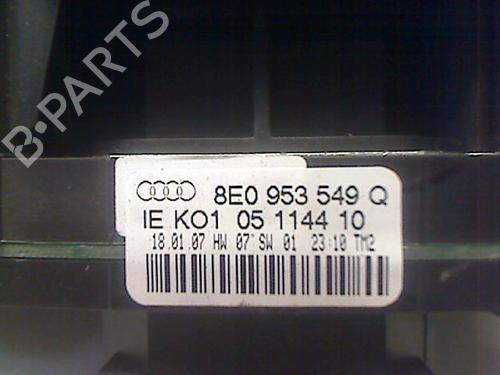 B-PARTS
8E0 953 549 Q
IE KO1 05 1144 10
18.01.07 HW 07 SW 01 23:10 TM2